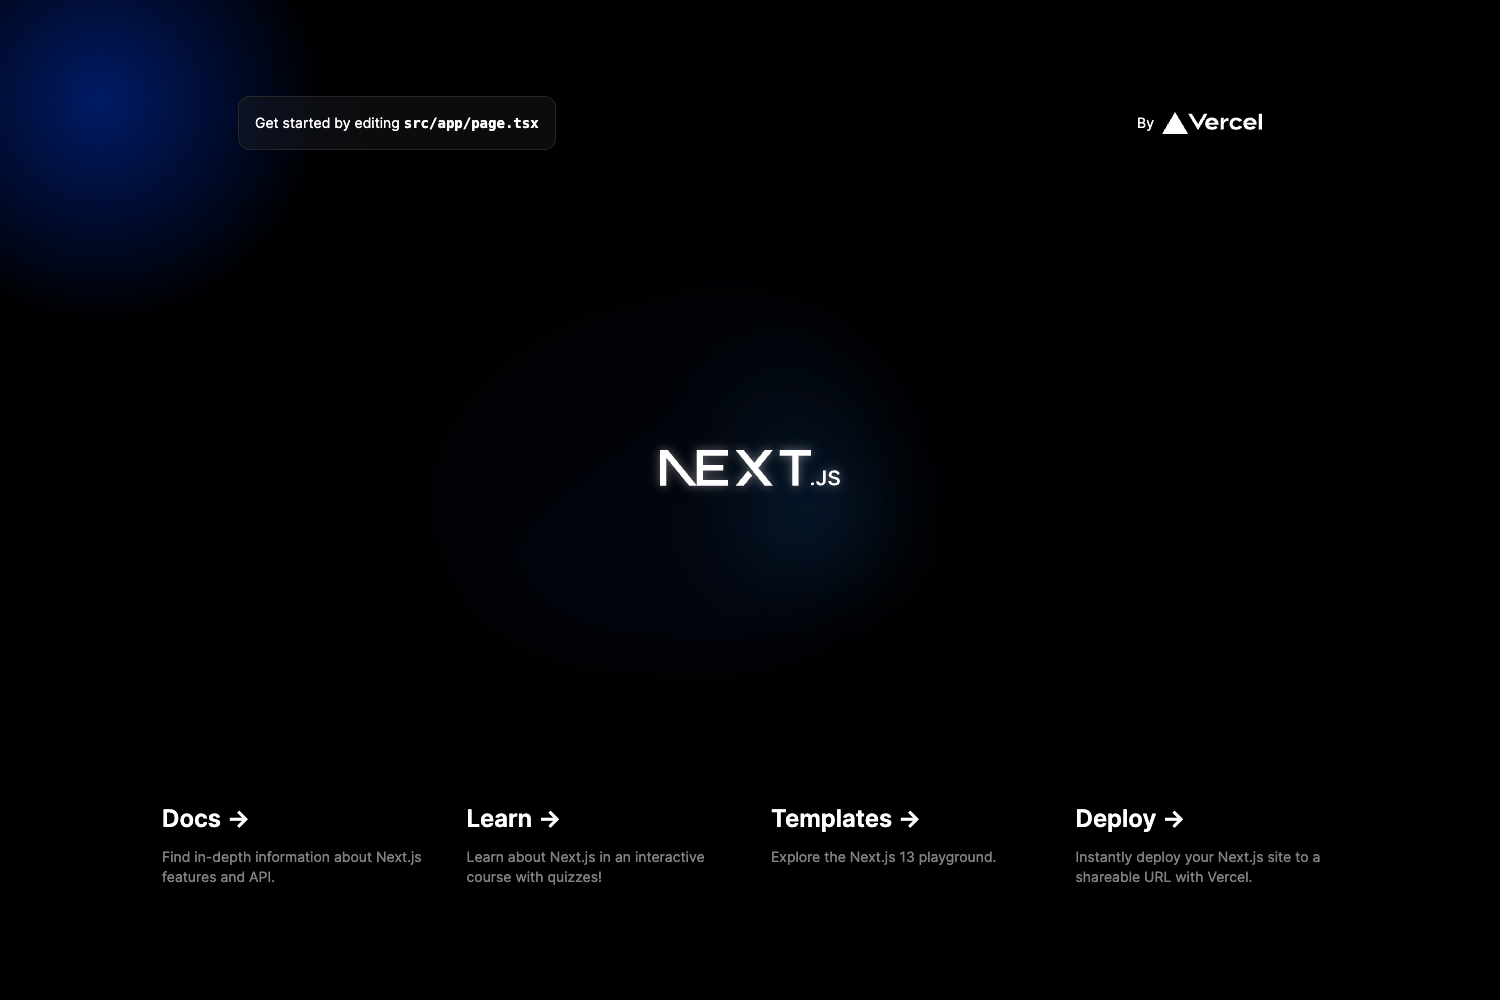 Get started by editing src/app/page.tsx
By Vercel
NEXT.JS
Docs →
Find in-depth information about Next.js
features and API.
Learn →
Learn about Next.js in an interactive
course with quizzes!
Templates →
Explore the Next.js 13 playground.
Deploy →
Instantly deploy your Next.js site to a
shareable URL with Vercel.